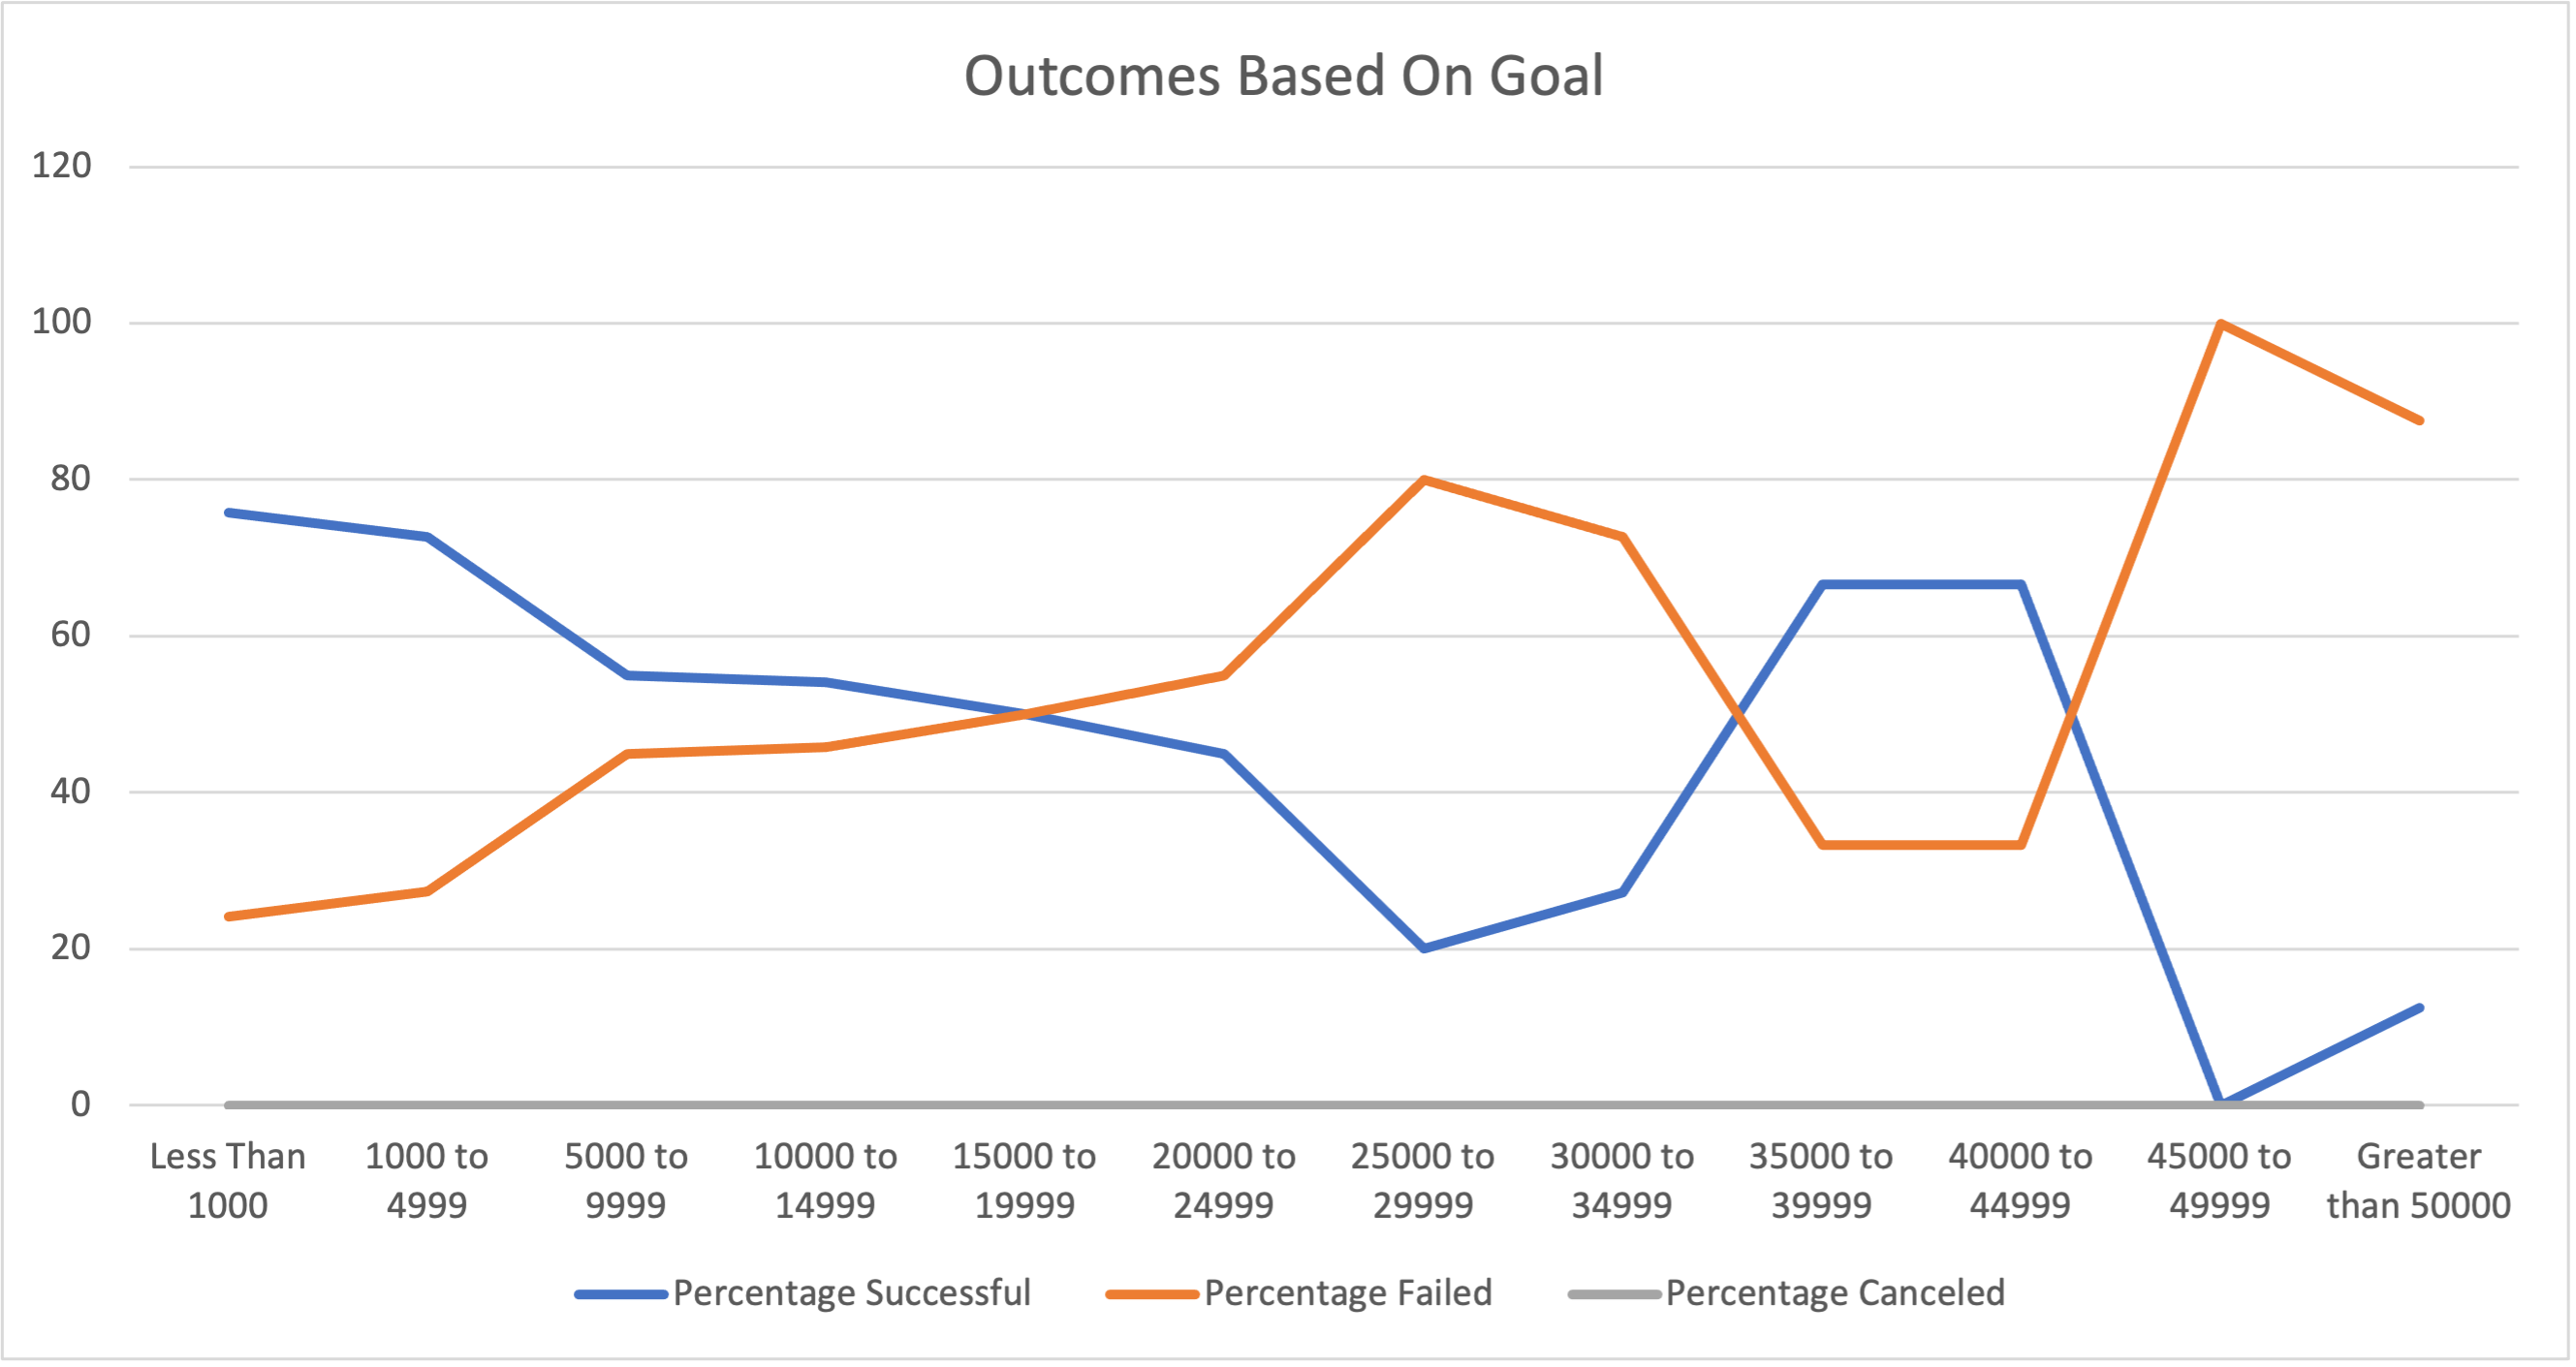 Outcomes Based On Goal
120
100
80
60
40
20
0
Less Than
1000
1000 to
4999
5000 to
9999
10000 to
14999
15000 to
19999
20000 to
24999
25000 to
29999
30000 to
34999
35000 to
39999
40000 to
44999
45000 to
49999
Greater
than 50000
Percentage Successful
Percentage Failed
Percentage Canceled